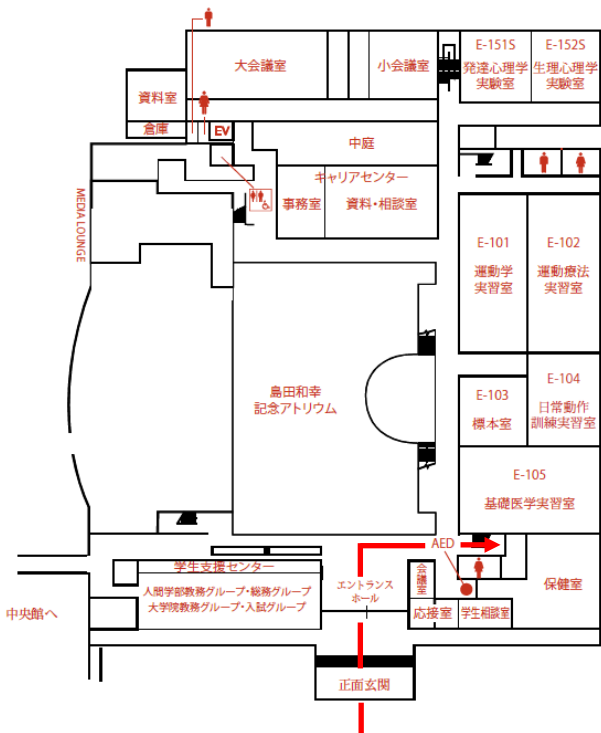 E-151S
発達心理学
実験室
E-152S
生理心理学
実験室
大会議室
小会議室
資料室
倉庫
EV
中庭
キャリアセンター
事務室
資料・相談室
MEDIA LOUNGE
E-101
運動学
実習室
E-102
運動療法
実習室
島田和幸
記念アトリウム
E-103
標本室
E-104
日常動作
訓練実習室
E-105
基礎医学実習室
AED
学生支援センター
人間学部教務グループ・総務グループ
大学院教務グループ・入試グループ
エントランス
ホール
会議室
応接室
学生相談室
保健室
中央館へ
正面玄関